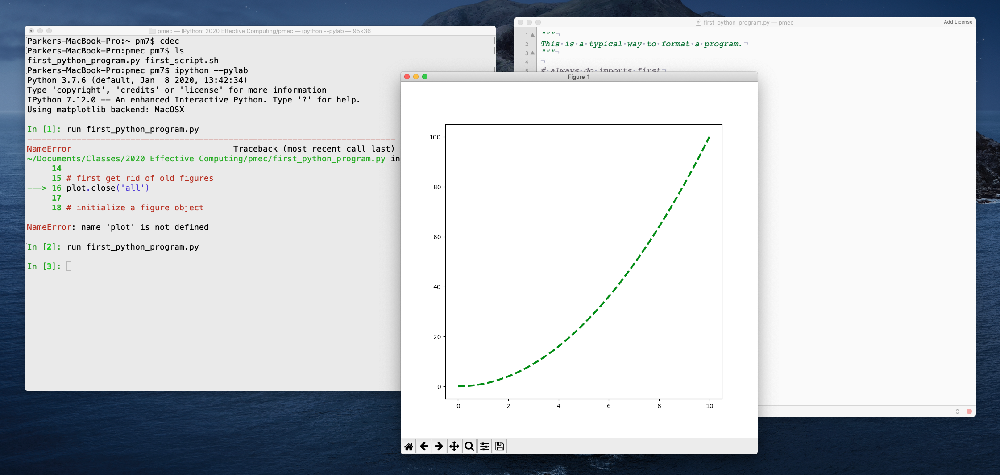 pmec — IPython: 2020 Effective Computing/pmec — ipython --pylab — 95×36
Parkers-MacBook-Pro:~ pm7$ cdec
Parkers-MacBook-Pro:pmec pm7$ ls
first_python_program.py first_script.sh
Parkers-MacBook-Pro:pmec pm7$ ipython --pylab
Python 3.7.6 (default, Jan  8 2020, 13:42:34)
Type 'copyright', 'credits' or 'license' for more information
IPython 7.12.0 -- An enhanced Interactive Python. Type '?' for help.
Using matplotlib backend: MacOSX
In [1]: run first_python_program.py
---------------------------------------------------------------------------
NameError                                 Traceback (most recent call last)
~/Documents/Classes/2020 Effective Computing/pmec/first_python_program.py in
14
15 # first get rid of old figures
---> 16 plot.close('all')
17
18 # initialize a figure object
NameError: name 'plot' is not defined
In [2]: run first_python_program.py
In [3]:
first_python_program.py — pmec
Add License
1 """¬
2 This·is·a·typical·way·to·format·a·program.¬
3 """¬
4 ¬
5 #·always·do·imports·first¬
Figure 1
100
80
60
40
20
0
0 2 4 6 8 10